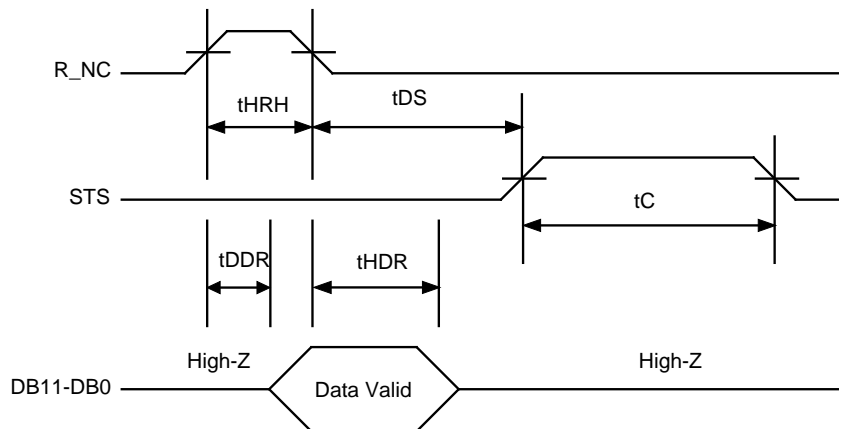 R_NC
tHRH
tDS
STS
tC
tDDR
tHDR
High-Z
High-Z
DB11-DB0
Data Valid